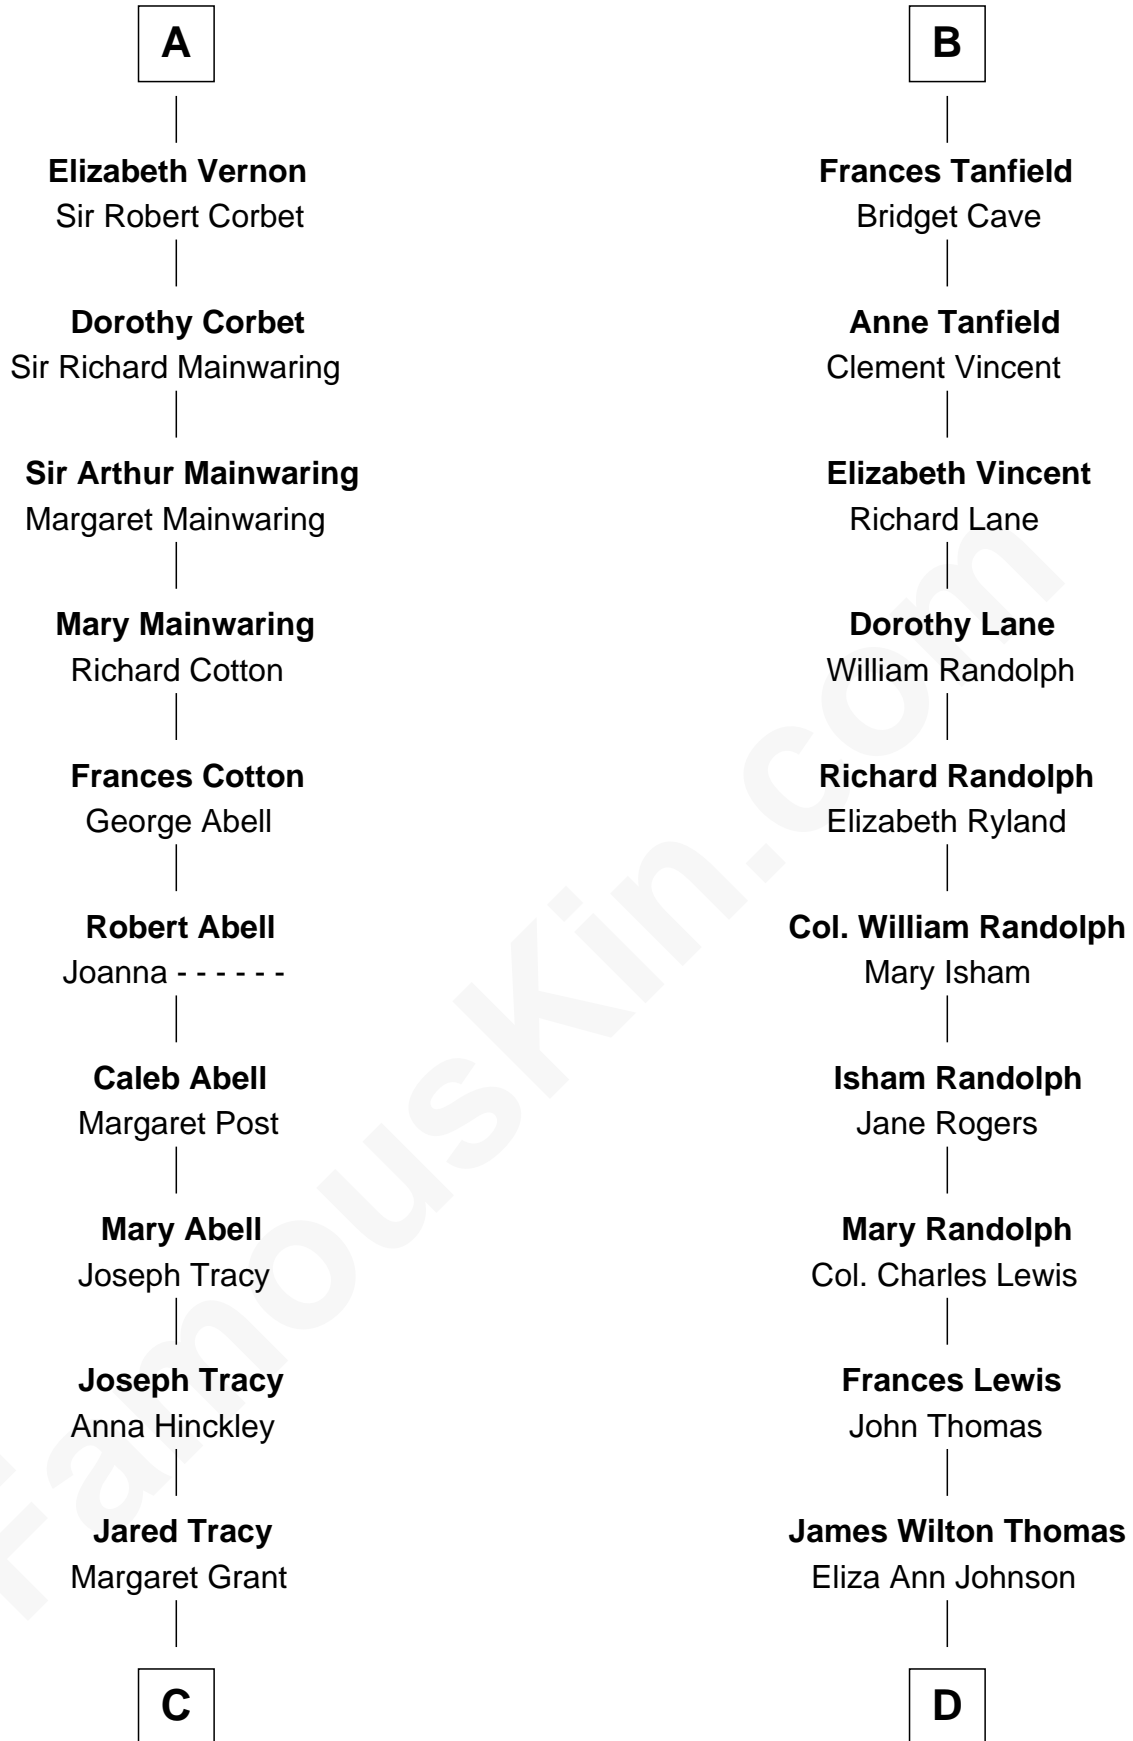 A
Elizabeth Vernon
Sir Robert Corbet
Dorothy Corbet
Sir Richard Mainwaring
Sir Arthur Mainwaring
Margaret Mainwaring
Mary Mainwaring
Richard Cotton
Frances Cotton
George Abell
Robert Abell
Joanna - - - - - -
Caleb Abell
Margaret Post
Mary Abell
Joseph Tracy
Joseph Tracy
Anna Hinckley
Jared Tracy
Margaret Grant
C
B
Frances Tanfield
Bridget Cave
Anne Tanfield
Clement Vincent
Elizabeth Vincent
Richard Lane
Dorothy Lane
William Randolph
Richard Randolph
Elizabeth Ryland
Col. William Randolph
Mary Isham
Isham Randolph
Jane Rogers
Mary Randolph
Col. Charles Lewis
Frances Lewis
John Thomas
James Wilton Thomas
Eliza Ann Johnson
D
FamousKin.com